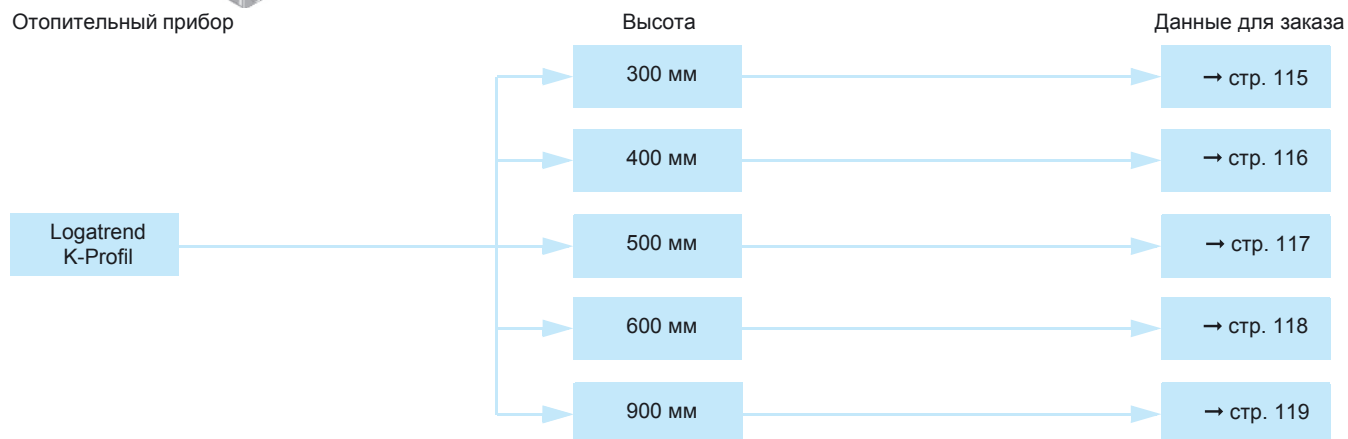 Отопительный прибор
Высота
Данные для заказа
300 мм
➞ стр. 115
400 мм
➞ стр. 116
Logatrend
K-Profil
500 мм
➞ стр. 117
600 мм
➞ стр. 118
900 мм
➞ стр. 119